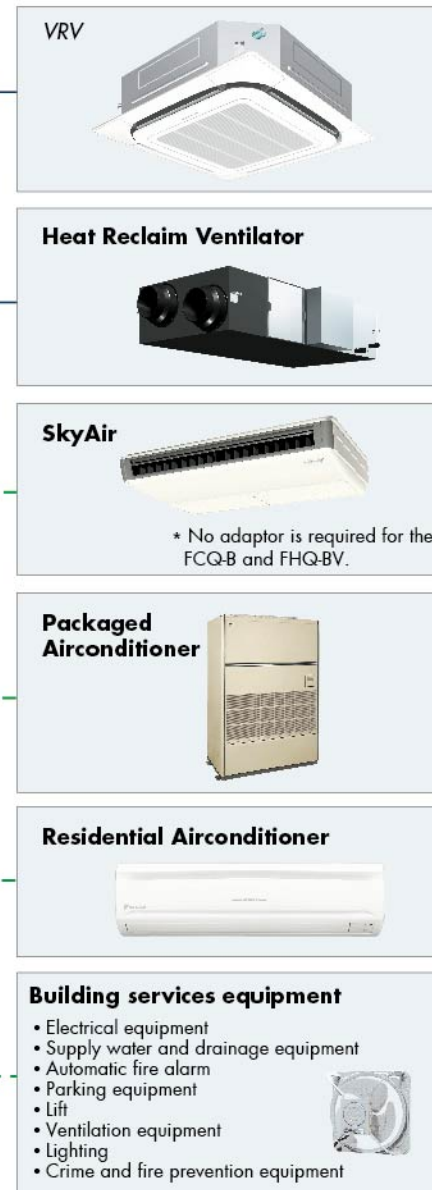 VRV
Heat Reclaim Ventilator
SkyAir
* No adaptor is required for the
FCQ-B and FHQ-BV.
Packaged
Airconditioner
Residential Airconditioner
Building services equipment
• Electrical equipment
• Supply water and drainage equipment
• Automatic fire alarm
• Parking equipment
• Lift
• Ventilation equipment
• Lighting
• Crime and fire prevention equipment